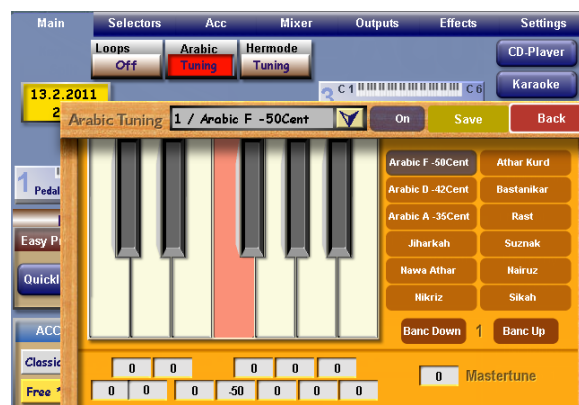 Main Selectors Acc Mixer Outputs Effects Settings
Loops Arabic Hermode CD-Player
Off Tuning Tuning
Karaoke
13.2.2011 C 1 C 6
2 3
Arabic Tuning 1 / Arabic F -50Cent On Save Back
Arabic F -50Cent Athar Kurd
1 Pedal Arabic D -42Cent Bastanikar
Arabic A -35Cent Rast
Easy Jiharkah Suznak
Nawa Athar Nairuz
Nikriz Sikah
ACC Banc Down 1 Banc Up
0 0 0 0 0
0 Mastertune
Free * 0 0 0 -50 0 0 0